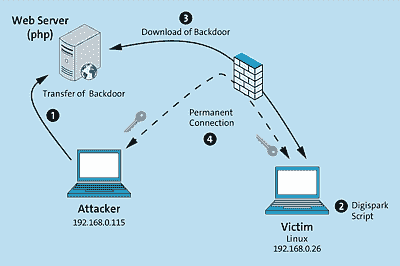 Web Server
(php)
3
Download of Backdoor
Transfer of Backdoor
1
Permanent
Connection
4
Attacker
192.168.0.115
2 Digispark
Script
Victim
Linux
192.168.0.26